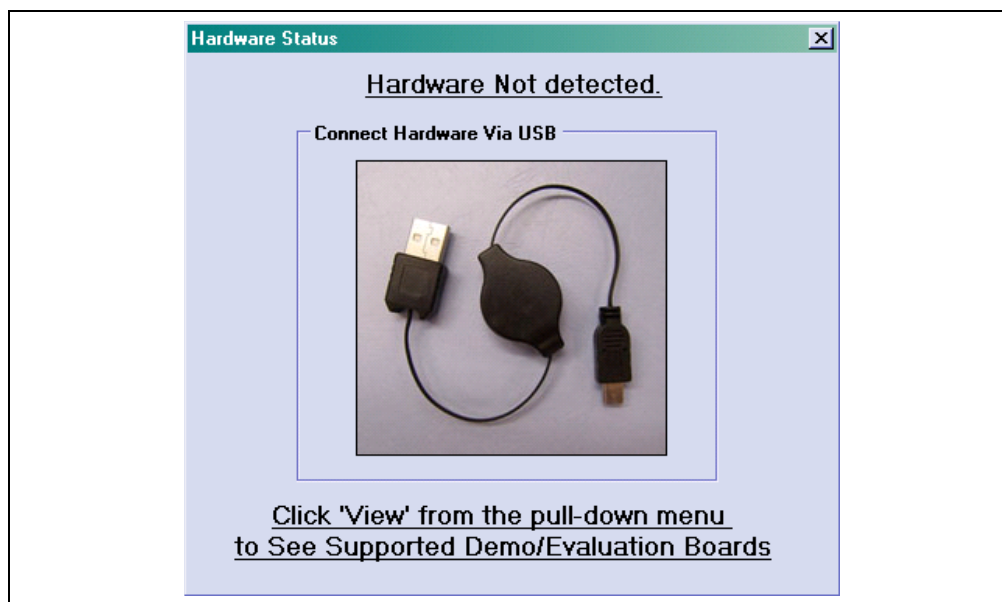 Hardware Status
Hardware Not detected.
Connect Hardware Via USB
Click 'View' from the pull-down menu
to See Supported Demo/Evaluation Boards